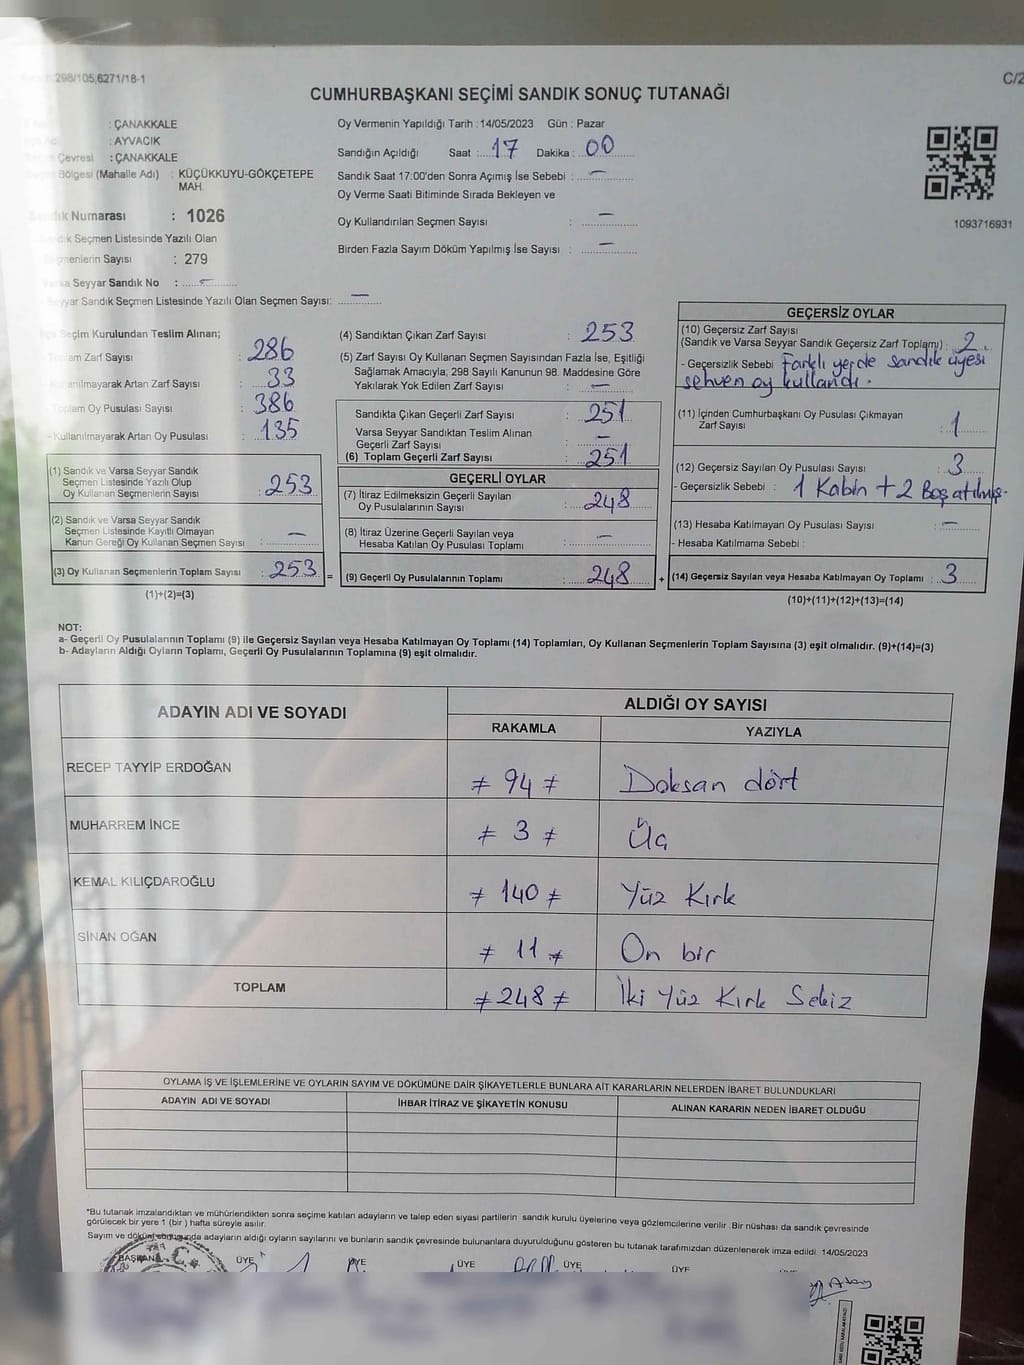 298/105,6271/18-1
C/2
CUMHURBAŞKANI SEÇİMİ SANDIK SONUÇ TUTANAĞI
: ÇANAKKALE
: AYVACIK
Çevresi : ÇANAKKALE
Bölgesi (Mahalle Adı) : KÜÇÜKKUYU-GÖKÇETEPE
MAH.
Sandık Numarası : 1026
Sandık Seçmen Listesinde Yazılı Olan
Seçmenlerin Sayısı : 279
Varsa Seyyar Sandık No : –
Seyyar Sandık Seçmen Listesinde Yazılı Olan Seçmen Sayısı: –
Oy Vermenin Yapıldığı Tarih : 14/05/2023 Gün : Pazar
Sandığın Açıldığı Saat : 17 Dakika : 00
Sandık Saat 17:00'den Sonra Açımış İse Sebebi : –
Oy Verme Saati Bitiminde Sırada Bekleyen ve
Oy Kullandırılan Seçmen Sayısı : –
Birden Fazla Sayım Döküm Yapılmış İse Sayısı : –
1093716931
Seçim Kurulundan Teslim Alınan;
Toplam Zarf Sayısı : 286
Kullanılmayarak Artan Zarf Sayısı : 33
- Toplam Oy Pusulası Sayısı : 386
- Kullanılmayarak Artan Oy Pusulası : 135
(1) Sandık ve Varsa Seyyar Sandık
Seçmen Listesinde Yazılı Olup
Oy Kullanan Seçmenlerin Sayısı : 253
(2) Sandık ve Varsa Seyyar Sandık
Seçmen Listesinde Kayıtlı Olmayan
Kanun Gereği Oy Kullanan Seçmen Sayısı : –
(3) Oy Kullanan Seçmenlerin Toplam Sayısı : 253 =
(1)+(2)=(3)
(4) Sandıktan Çıkan Zarf Sayısı : 253
(5) Zarf Sayısı Oy Kullanan Seçmen Sayısından Fazla İse, Eşitliği
Sağlamak Amacıyla, 298 Sayılı Kanunun 98. Maddesine Göre
Yakılarak Yok Edilen Zarf Sayısı : –
Sandıkta Çıkan Geçerli Zarf Sayısı : 251
Varsa Seyyar Sandıktan Teslim Alınan
Geçerli Zarf Sayısı : –
(6) Toplam Geçerli Zarf Sayısı : 251
GEÇERLİ OYLAR
(7) İtiraz Edilmeksizin Geçerli Sayılan
Oy Pusulasının Sayısı : 248
(8) İtiraz Üzerine Geçerli Sayılan veya
Hesaba Katılan Oy Pusulası Toplamı : –
(9) Geçerli Oy Pusulalarının Toplamı : 248 +
GEÇERSİZ OYLAR
(10) Geçersiz Zarf Sayısı
(Sandık ve Varsa Seyyar Sandık Geçersiz Zarf Toplamı) : 2
- Geçersizlik Sebebi Farklı yerde sandık üyesi
sehven oy kullandı.
(11) İçinden Cumhurbaşkanı Oy Pusulası Çıkmayan
Zarf Sayısı : 1
(12) Geçersiz Sayılan Oy Pusulası Sayısı : 3
- Geçersizlik Sebebi : 1 Kabin + 2 Boş atılmış.
(13) Hesaba Katılmayan Oy Pusulası Sayısı : –
- Hesaba Katılmama Sebebi :
(14) Geçersiz Sayılan veya Hesaba Katılmayan Oy Toplamı : 3
(10)+(11)+(12)+(13)=(14)
NOT:
a- Geçerli Oy Pusulalarının Toplamı (9) ile Geçersiz Sayılan veya Hesaba Katılmayan Oy Toplamı (14) Toplamları, Oy Kullanan Seçmenlerin Toplam Sayısına (3) eşit olmalıdır. (9)+(14)=(3)
b- Adayların Aldığı Oyların Toplamı, Geçerli Oy Pusulalarının Toplamına (9) eşit olmalıdır.
ADAYIN ADI VE SOYADI ALDIĞI OY SAYISI
RAKAMLA YAZIYLA
RECEP TAYYİP ERDOĞAN ≠ 94 ≠ Doksan dört
MUHARREM İNCE ≠ 3 ≠ Üç
KEMAL KILIÇDAROĞLU ≠ 140 ≠ Yüz Kırk
SİNAN OĞAN ≠ 11 ≠ On bir
TOPLAM ≠ 248 ≠ İki Yüz Kırk Sekiz
OYLAMA İŞ VE İŞLEMLERİNE VE OYLARIN SAYIM VE DÖKÜMÜNE DAİR ŞİKAYETLERLE BUNLARA AİT KARARLARIN NELERDEN İBARET BULUNDUKLARI
ADAYIN ADI VE SOYADI İHBAR İTİRAZ VE ŞİKAYETİN KONUSU ALINAN KARARIN NEDEN İBARET OLDUĞU
*Bu tutanak imzalandıktan ve mühürlendikten sonra seçime katılan adayların ve talep eden siyasi partilerin sandık kurulu üyelerine veya gözlemcilerine verilir. Bir nüshası da sandık çevresinde
görülecek bir yere 1 (bir) hafta süreyle asılır.
Sayım ve döküm sonucunda adayların aldığı oyların sayılarını ve bunların sandık çevresinde bulunanlara duyurulduğunu gösteren bu tutanak tarafımızdan düzenlenerek imza edildi. 14/05/2023
BAŞKAN ÜYE ÜYE ÜYE ÜYE ÜYE